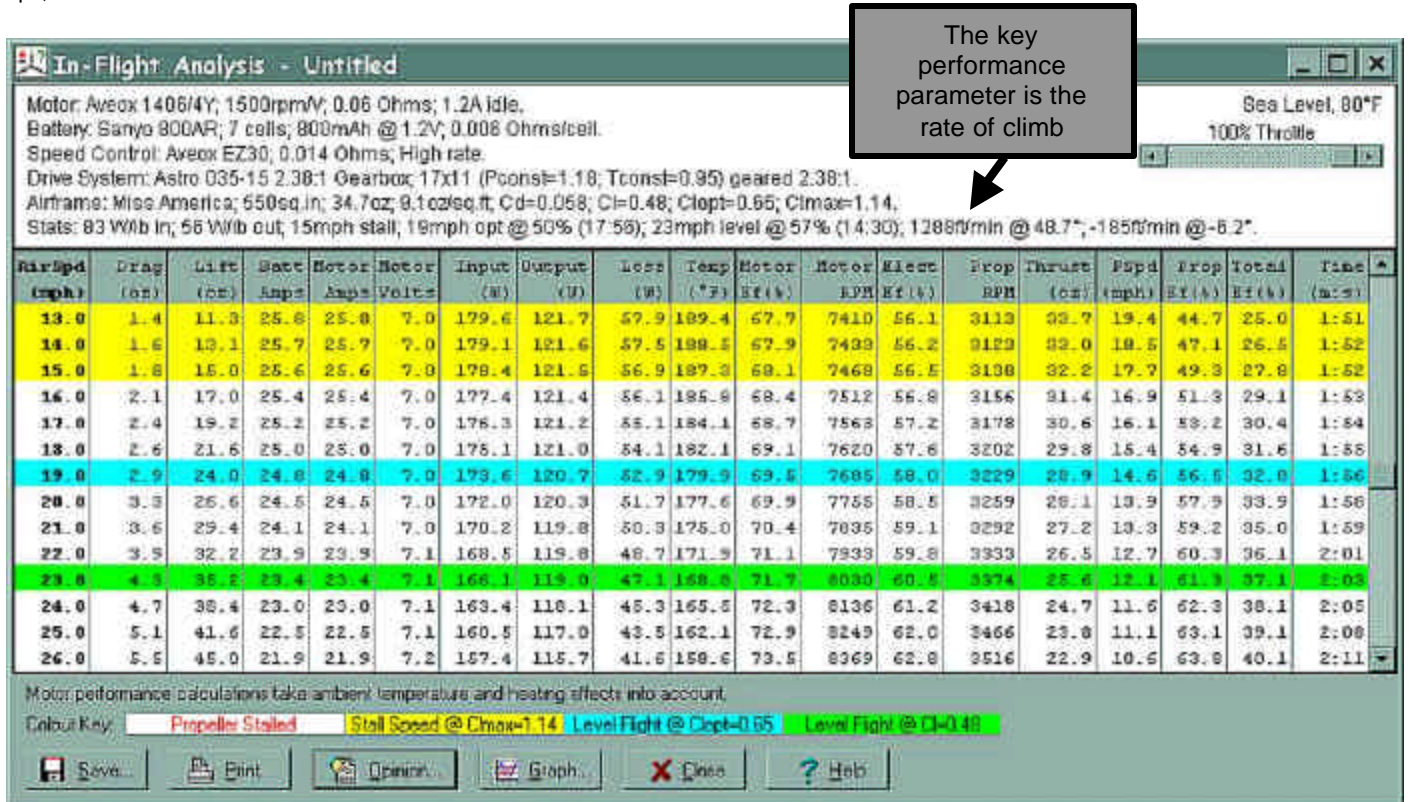 The key
performance
parameter is the
rate of climb
In-Flight Analysis - Untitled
Motor: Aveox 1406/4Y; 1500rpm/V; 0.06 Ohms; 1.2A idle.
Sea Level, 80°F
Battery: Sanyo 800AR; 7 cells; 800mAh @ 1.2V; 0.008 Ohms/cell.
100% Throttle
Speed Control: Aveox EZ30; 0.014 Ohms; High rate.
Drive System: Astro 035-15 2.38:1 Gearbox; 17x11 (Pconst=1.18; Tconst=0.95) geared 2.38:1.
Airframe: Miss America; 550sq.in; 34.7oz; 9.1oz/sq.ft; Cd=0.058; Cl=0.48; Clopt=0.65; Clmax=1.14.
Stats: 83 W/lb in; 56 W/lb out; 15mph stall; 19mph opt @ 50% (17:56); 23mph level @ 57% (14:30); 1288ft/min @ 48.7°; -185ft/min @ -6.2°.
AirSpd Drag Lift Batt Motor Motor Input Output Loss Temp Motor Motor Elect Prop Thrust Pspd Prop Total Time
(mph) (oz) (oz) Amps Amps Volts (W) (W) (W) (°F) Ef(%) RPM Ef(%) RPM (oz) (mph) Ef(%) Ef(%) (m:s)
13.0 1.4 11.3 25.8 25.8 7.0 179.6 121.7 57.9 189.4 67.7 7410 56.1 3113 33.7 19.4 44.7 25.0 1:51
14.0 1.6 13.1 25.7 25.7 7.0 179.1 121.6 57.5 188.5 67.9 7433 56.2 3123 33.0 18.5 47.1 26.5 1:52
15.0 1.8 15.0 25.6 25.6 7.0 178.4 121.5 56.9 187.3 68.1 7468 56.5 3138 32.2 17.7 49.3 27.8 1:52
16.0 2.1 17.0 25.4 25.4 7.0 177.4 121.4 56.1 185.8 68.4 7512 56.8 3156 31.4 16.9 51.3 29.1 1:53
17.0 2.4 19.2 25.2 25.2 7.0 176.3 121.2 55.1 184.1 68.7 7563 57.2 3178 30.6 16.1 53.2 30.4 1:54
18.0 2.6 21.6 25.0 25.0 7.0 175.1 121.0 54.1 182.1 69.1 7620 57.6 3202 29.8 15.4 54.9 31.6 1:55
19.0 2.9 24.0 24.8 24.8 7.0 173.6 120.7 52.9 179.9 69.5 7685 58.0 3229 28.9 14.6 56.5 32.8 1:56
20.0 3.3 26.6 24.5 24.5 7.0 172.0 120.3 51.7 177.6 69.9 7755 58.5 3259 28.1 13.9 57.9 33.9 1:58
21.0 3.6 29.4 24.1 24.1 7.0 170.2 119.8 50.3 175.0 70.4 7835 59.1 3292 27.2 13.3 59.2 35.0 1:59
22.0 3.9 32.2 23.9 23.9 7.1 168.5 119.8 48.7 171.9 71.1 7933 59.8 3333 26.5 12.7 60.3 36.1 2:01
23.0 4.3 35.2 23.4 23.4 7.1 166.1 119.0 47.1 168.8 71.7 8030 60.5 3374 25.6 12.1 61.3 37.1 2:03
24.0 4.7 38.4 23.0 23.0 7.1 163.4 118.1 45.3 165.5 72.3 8136 61.2 3418 24.7 11.6 62.3 38.1 2:05
25.0 5.1 41.6 22.5 22.5 7.1 160.5 117.0 43.5 162.1 72.9 8249 62.0 3466 23.8 11.1 63.1 39.1 2:08
26.0 5.5 45.0 21.9 21.9 7.2 157.4 115.7 41.6 158.6 73.5 8369 62.8 3516 22.9 10.6 63.8 40.1 2:11
Motor performance calculations take ambient temperature and heating effects into account.
Colour Key: Propeller Stalled Stall Speed @ Clmax=1.14 Level Flight @ Clopt=0.65 Level Flight @ Cl=0.48
Save... Print Opinion... Graph... Close Help